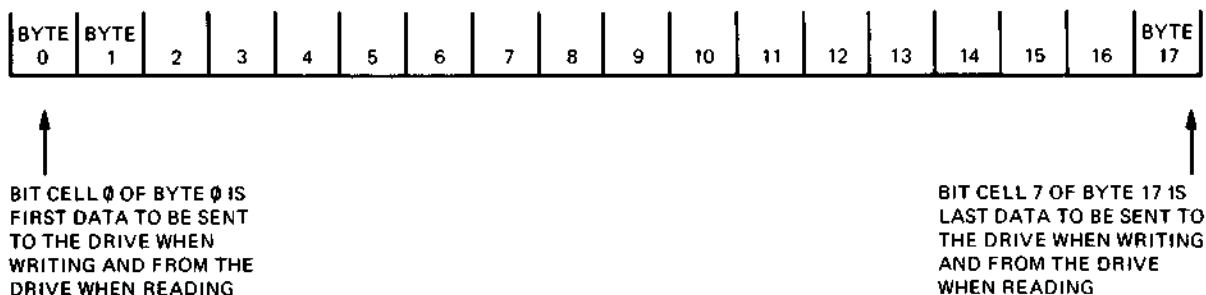 BYTE BYTE BYTE
0 1 2 3 4 5 6 7 8 9 10 11 12 13 14 15 16 17
BIT CELL 0 OF BYTE 0 IS
FIRST DATA TO BE SENT
TO THE DRIVE WHEN
WRITING AND FROM THE
DRIVE WHEN READING
BIT CELL 7 OF BYTE 17 IS
LAST DATA TO BE SENT TO
THE DRIVE WHEN WRITING
AND FROM THE DRIVE
WHEN READING